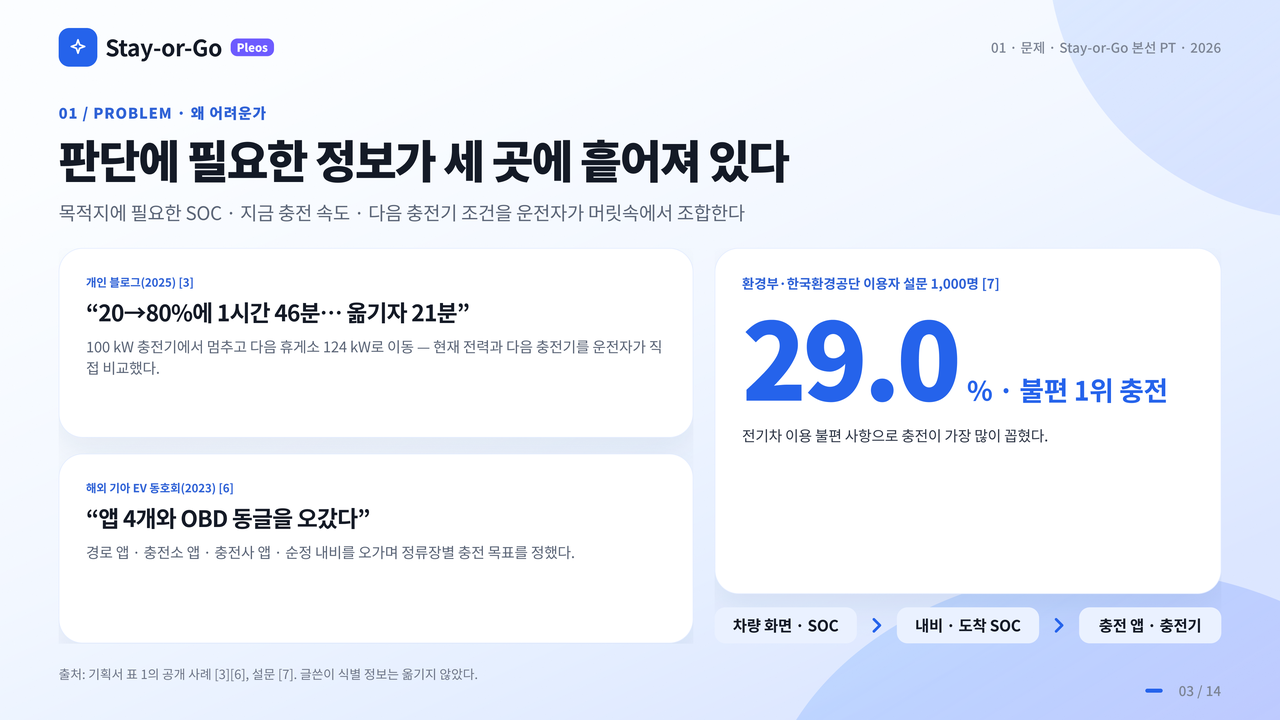 Stay-or-Go Pleos
01 · 문제 · Stay-or-Go 본선 PT · 2026
01 / PROBLEM · 왜 어려운가
판단에 필요한 정보가 세 곳에 흩어져 있다
목적지에 필요한 SOC · 지금 충전 속도 · 다음 충전기 조건을 운전자가 머릿속에서 조합한다
개인 블로그(2025) [3]
“20→80%에 1시간 46분… 옮기자 21분”
100 kW 충전기에서 멈추고 다음 휴게소 124 kW로 이동 — 현재 전력과 다음 충전기를 운전자가 직
접 비교했다.
해외 기아 EV 동호회(2023) [6]
“앱 4개와 OBD 동글을 오갔다”
경로 앱 · 충전소 앱 · 충전사 앱 · 순정 내비를 오가며 정류장별 충전 목표를 정했다.
환경부·한국환경공단 이용자 설문 1,000명 [7]
29.0 % · 불편 1위 충전
전기차 이용 불편 사항으로 충전이 가장 많이 꼽혔다.
차량 화면 · SOC
내비 · 도착 SOC
충전 앱 · 충전기
출처: 기획서 표 1의 공개 사례 [3][6], 설문 [7]. 글쓴이 식별 정보는 옮기지 않았다.
03 / 14